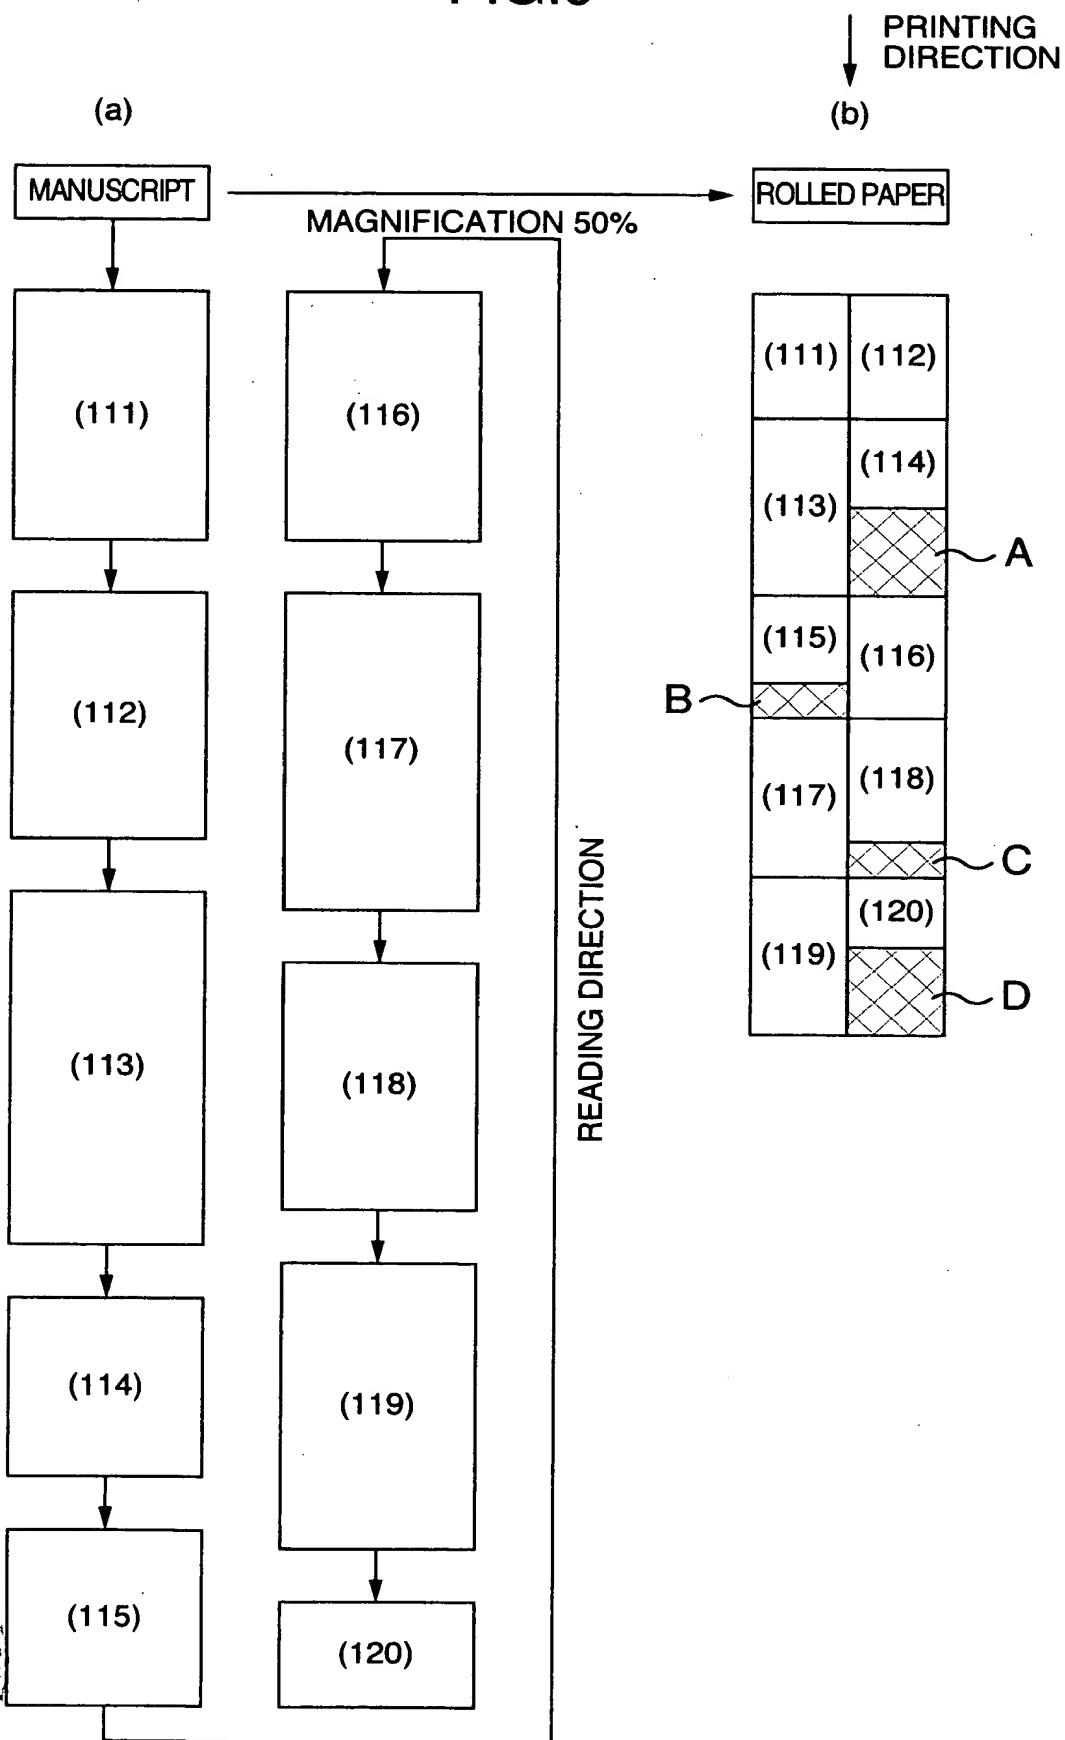 PRINTING
DIRECTION
(a)
(b)
MANUSCRIPT
ROLLED PAPER
MAGNIFICATION 50%
(111)
(112)
(113)
(114)
(115)
(116)
(117)
(118)
(119)
(120)
READING DIRECTION
(111)
(112)
(113)
(114)
A
(115)
(116)
B
(117)
(118)
C
(119)
(120)
D